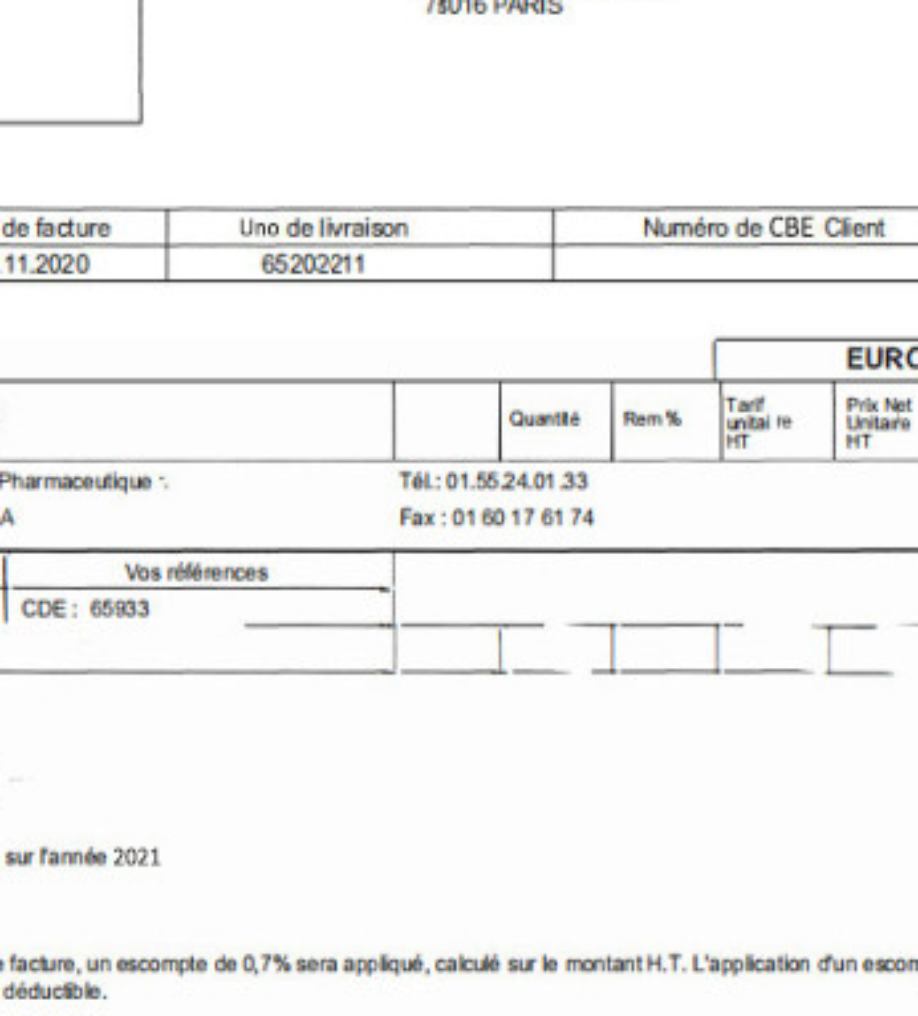 75016 PARIS
de facture Uno de livraison Numéro de CBE Client
.11.2020 65202211
EURO
Quantité Rem % Tarif unitai re HT Prix Net Unitaire HT
Pharmaceutique :. Tél.: 01.55.24.01.33
A Fax : 01 60 17 61 74
Vos références
CDE : 65933
sur l'année 2021
facture, un escompte de 0,7% sera appliqué, calculé sur le montant H.T. L'application d'un escom
déductible.